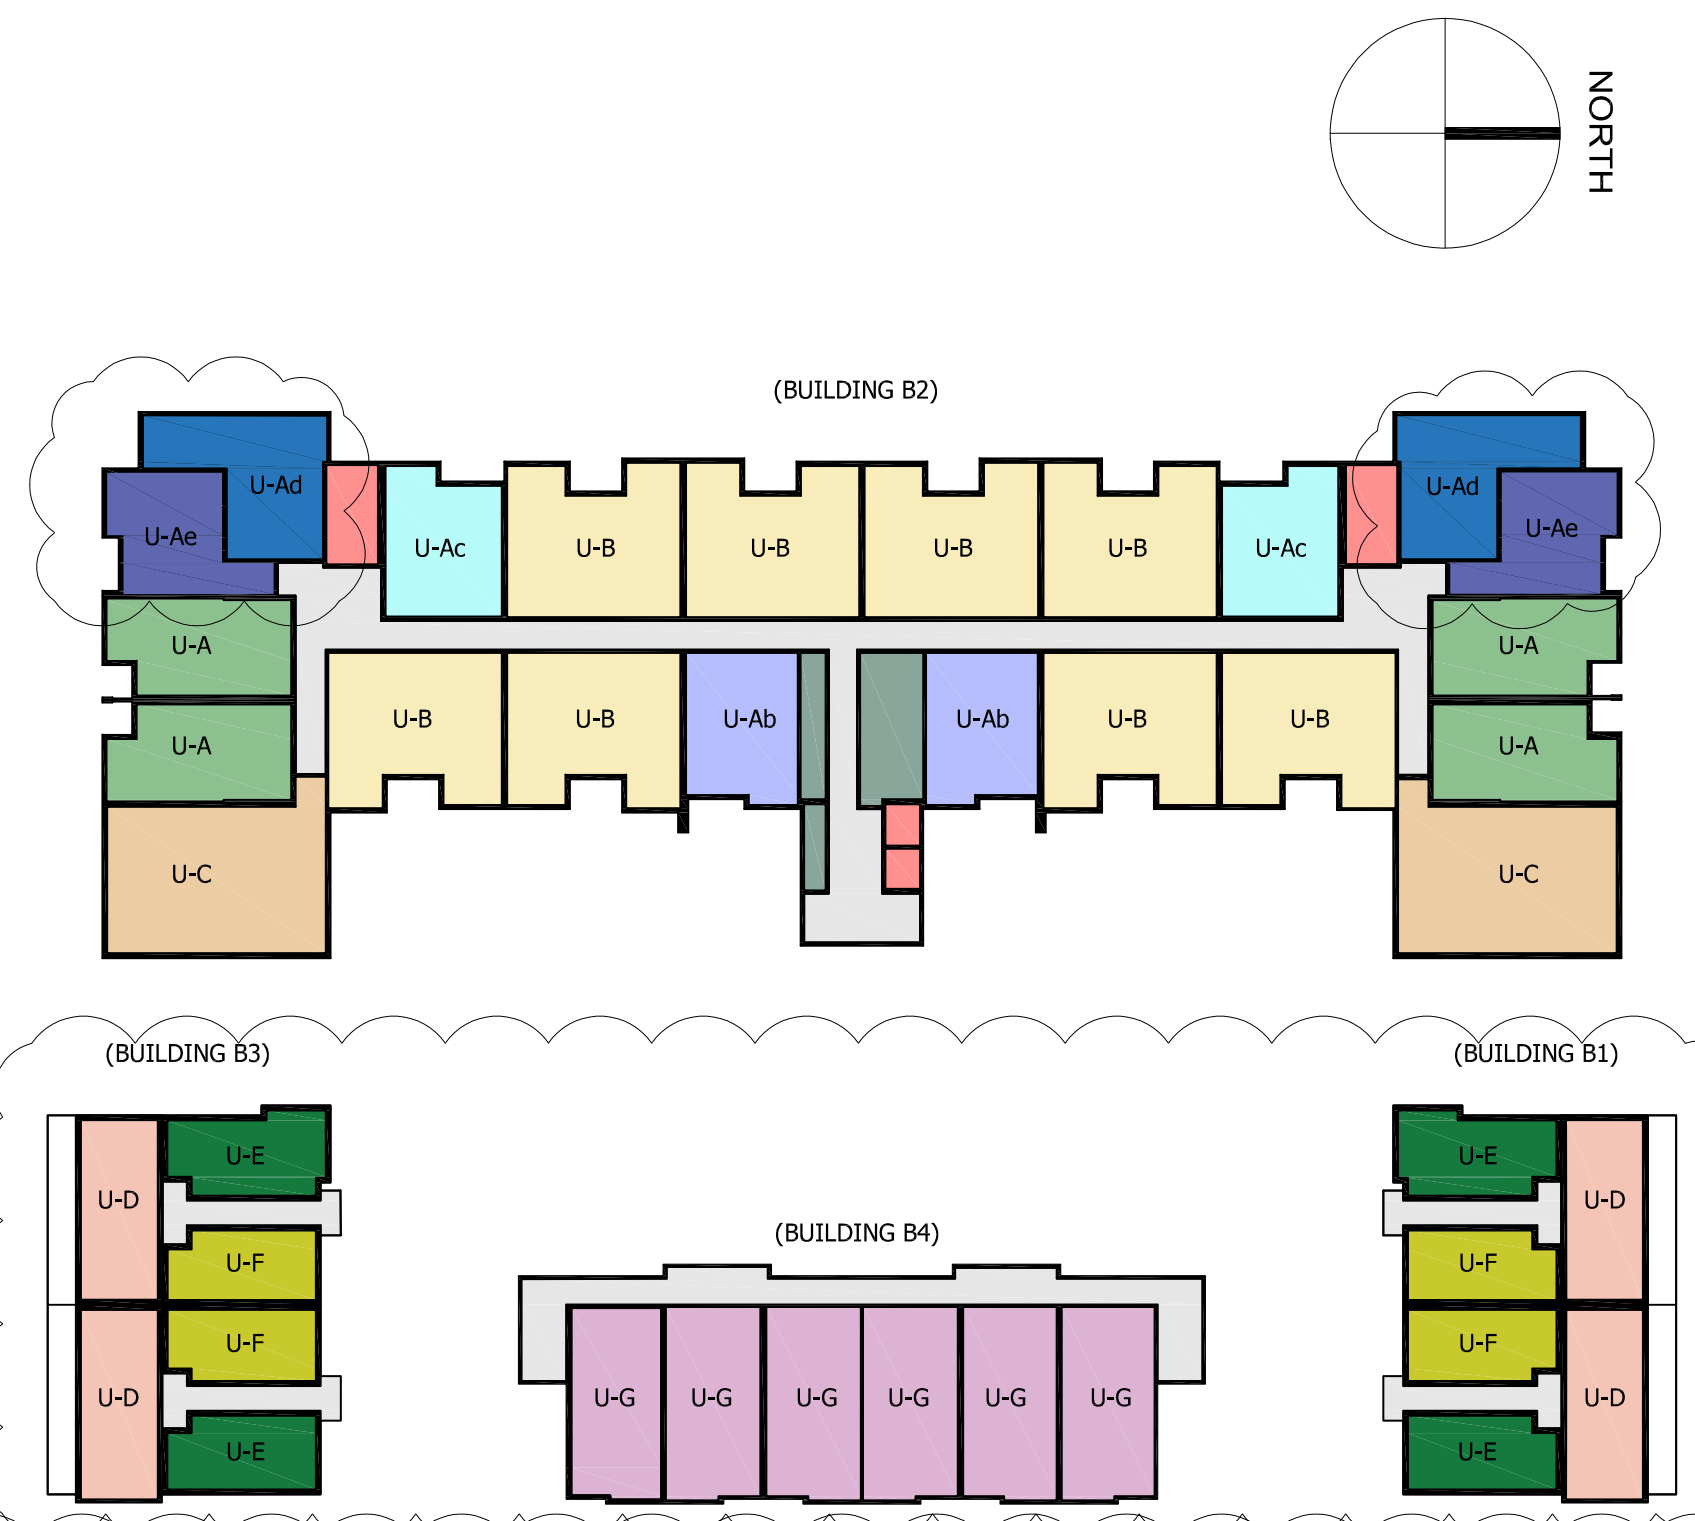 NORTH
(BUILDING B2)
U-Ad
U-Ad
U-Ae
U-Ae
U-Ac
U-B
U-B
U-B
U-B
U-Ac
U-A
U-A
U-B
U-B
U-Ab
U-Ab
U-B
U-B
U-A
U-A
U-C
U-C
(BUILDING B3)
(BUILDING B1)
U-E
U-E
U-D
U-D
(BUILDING B4)
U-F
U-F
U-F
U-F
U-D
U-G
U-G
U-G
U-G
U-G
U-G
U-D
U-E
U-E